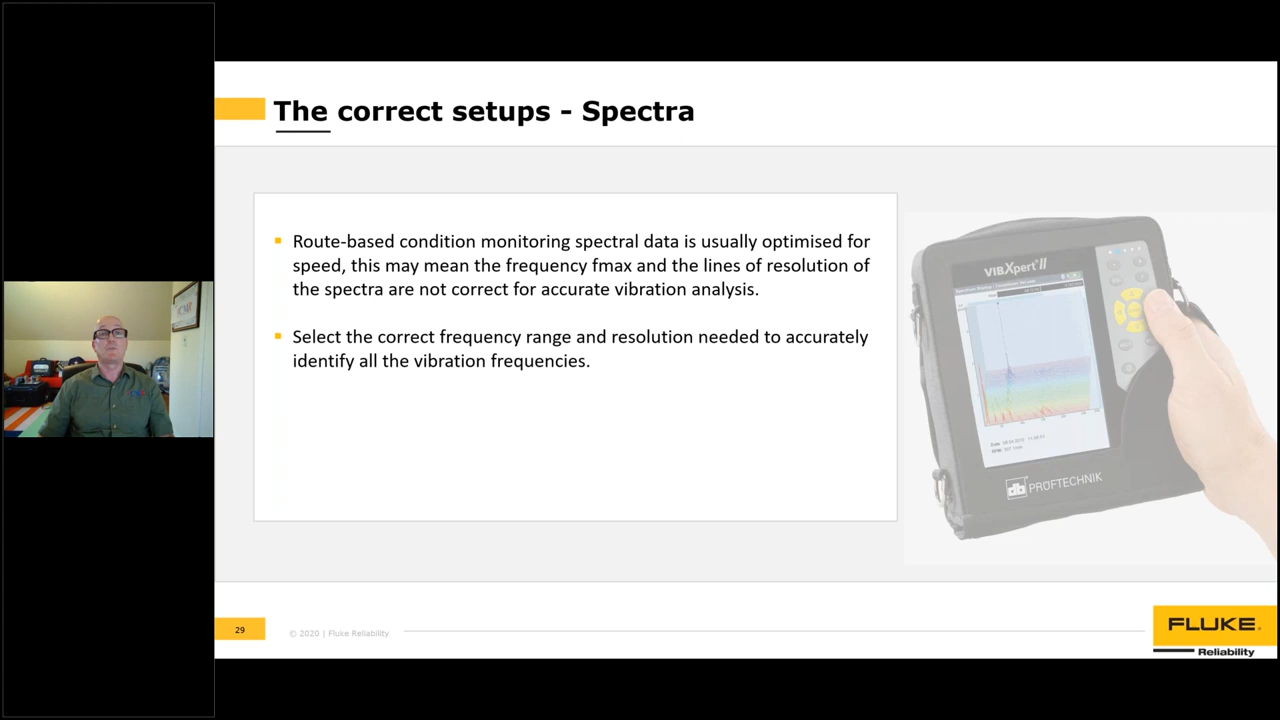 The correct setups - Spectra
Route-based condition monitoring spectral data is usually optimised for
speed, this may mean the frequency fmax and the lines of resolution of
the spectra are not correct for accurate vibration analysis.
Select the correct frequency range and resolution needed to accurately
identify all the vibration frequencies.
VIBXpert® II
PRÜFTECHNIK
29
© 2020 | Fluke Reliability
FLUKE®
Reliability